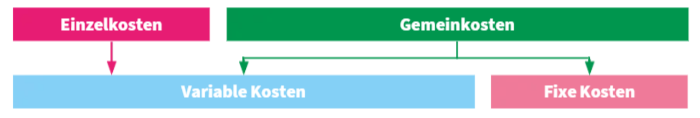 Einzelkosten
Gemeinkosten
Variable Kosten
Fixe Kosten